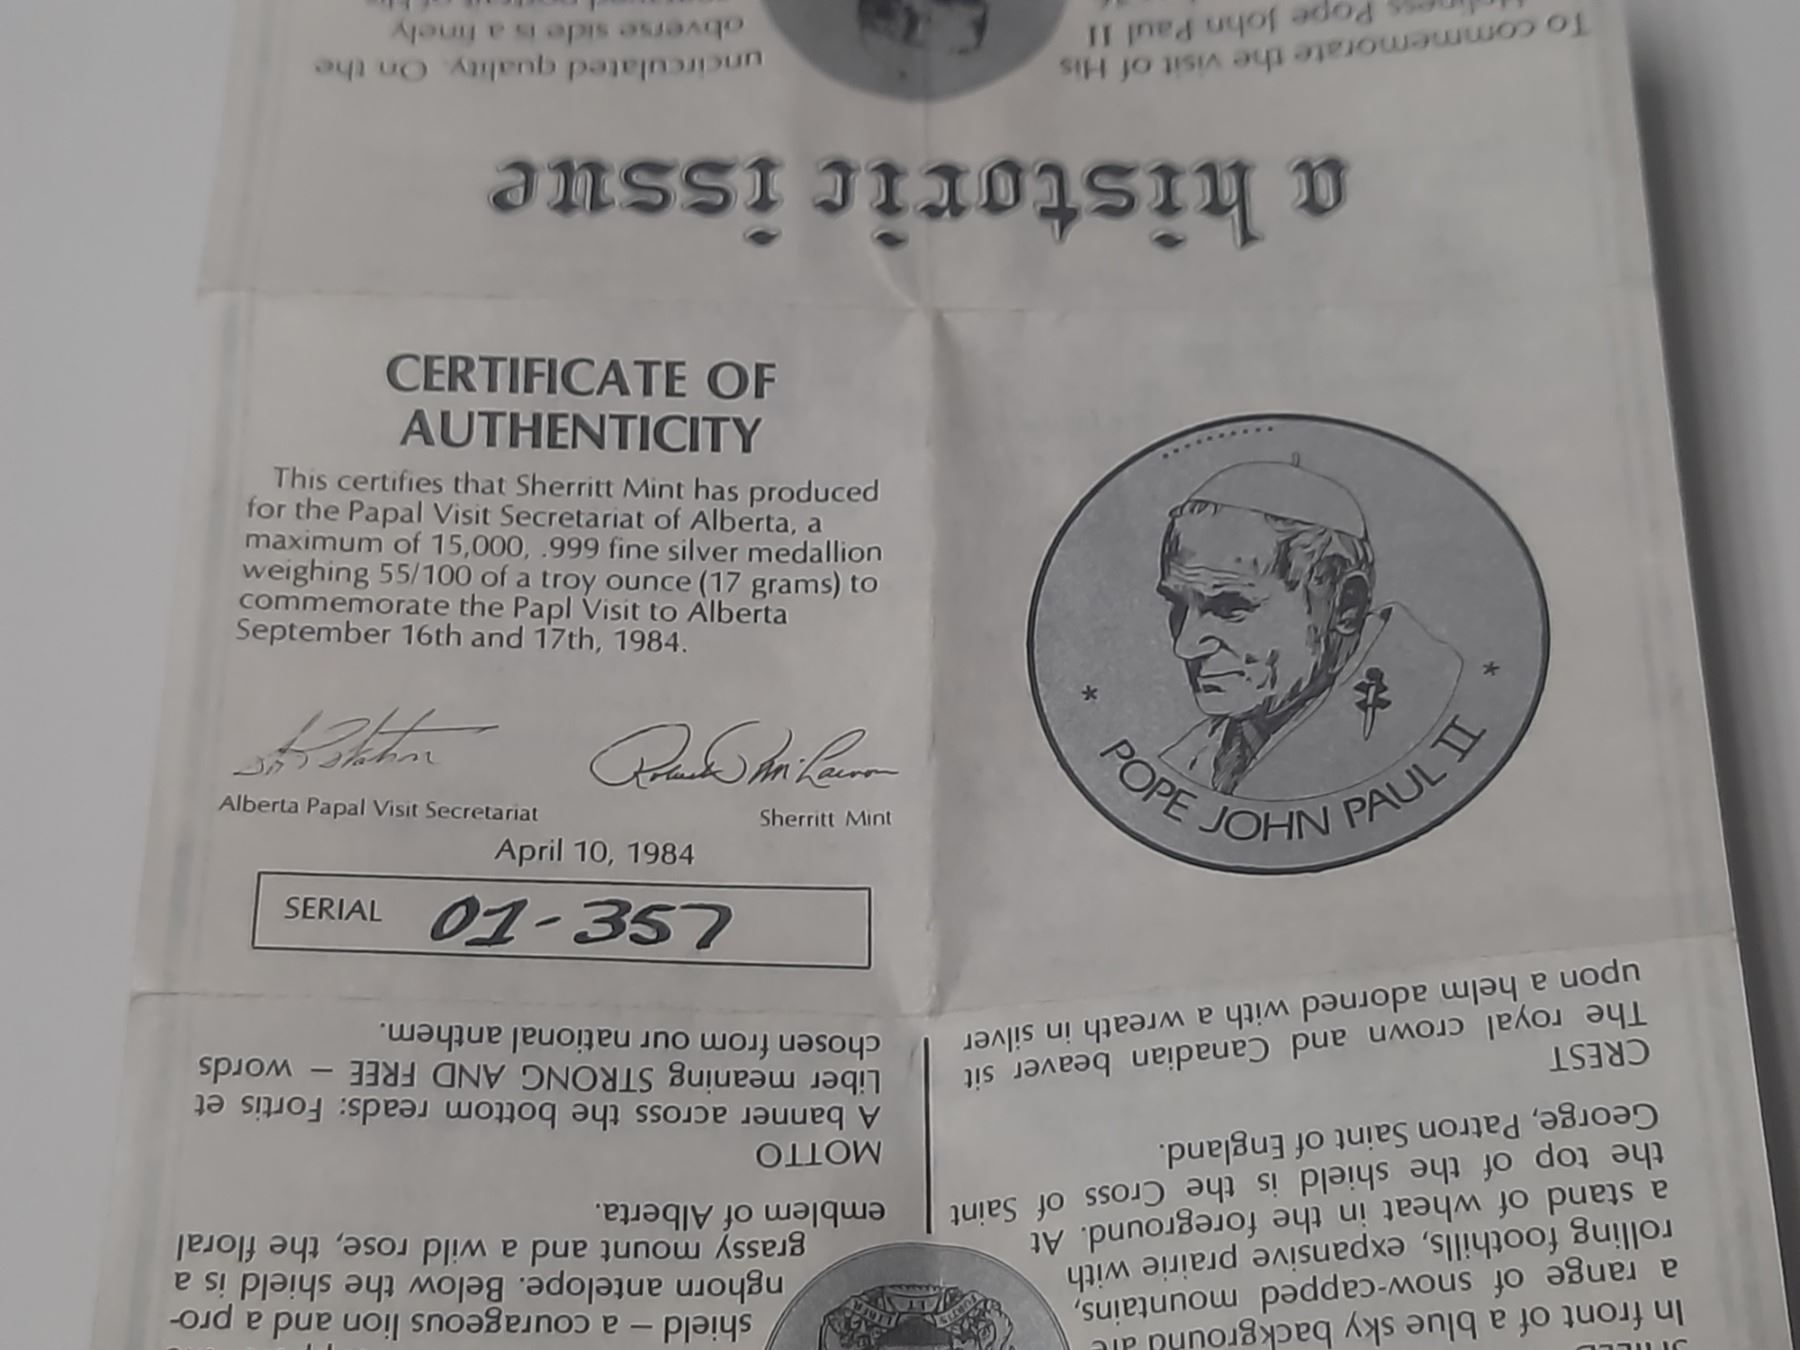 CERTIFICATE OF
AUTHENTICITY
This certifies that Sherritt Mint has produced
for the Papal Visit Secretariat of Alberta, a
maximum of 15,000, .999 fine silver medallion
weighing 55/100 of a troy ounce (17 grams) to
commemorate the Papl Visit to Alberta
September 16th and 17th, 1984.
Alberta Papal Visit Secretariat
Sherritt Mint
April 10, 1984
SERIAL 01-357
* POPE JOHN PAUL II *
a historic issue
To commemorate the visit of His
Holiness Pope John Paul II
uncirculated quality. On the
obverse side is a finely
In front of a blue sky background are
a range of snow-capped mountains,
rolling foothills, expansive prairie with
a stand of wheat in the foreground. At
the top of the shield is the Cross of Saint
George, Patron Saint of England.
CREST
The royal crown and Canadian beaver sit
upon a helm adorned with a wreath in silver
shield – a courageous lion and a pro-
nghorn antelope. Below the shield is a
grassy mount and a wild rose, the floral
emblem of Alberta.
MOTTO
A banner across the bottom reads: Fortis et
Liber meaning STRONG AND FREE – words
chosen from our national anthem.
FORTIS ET LIBER